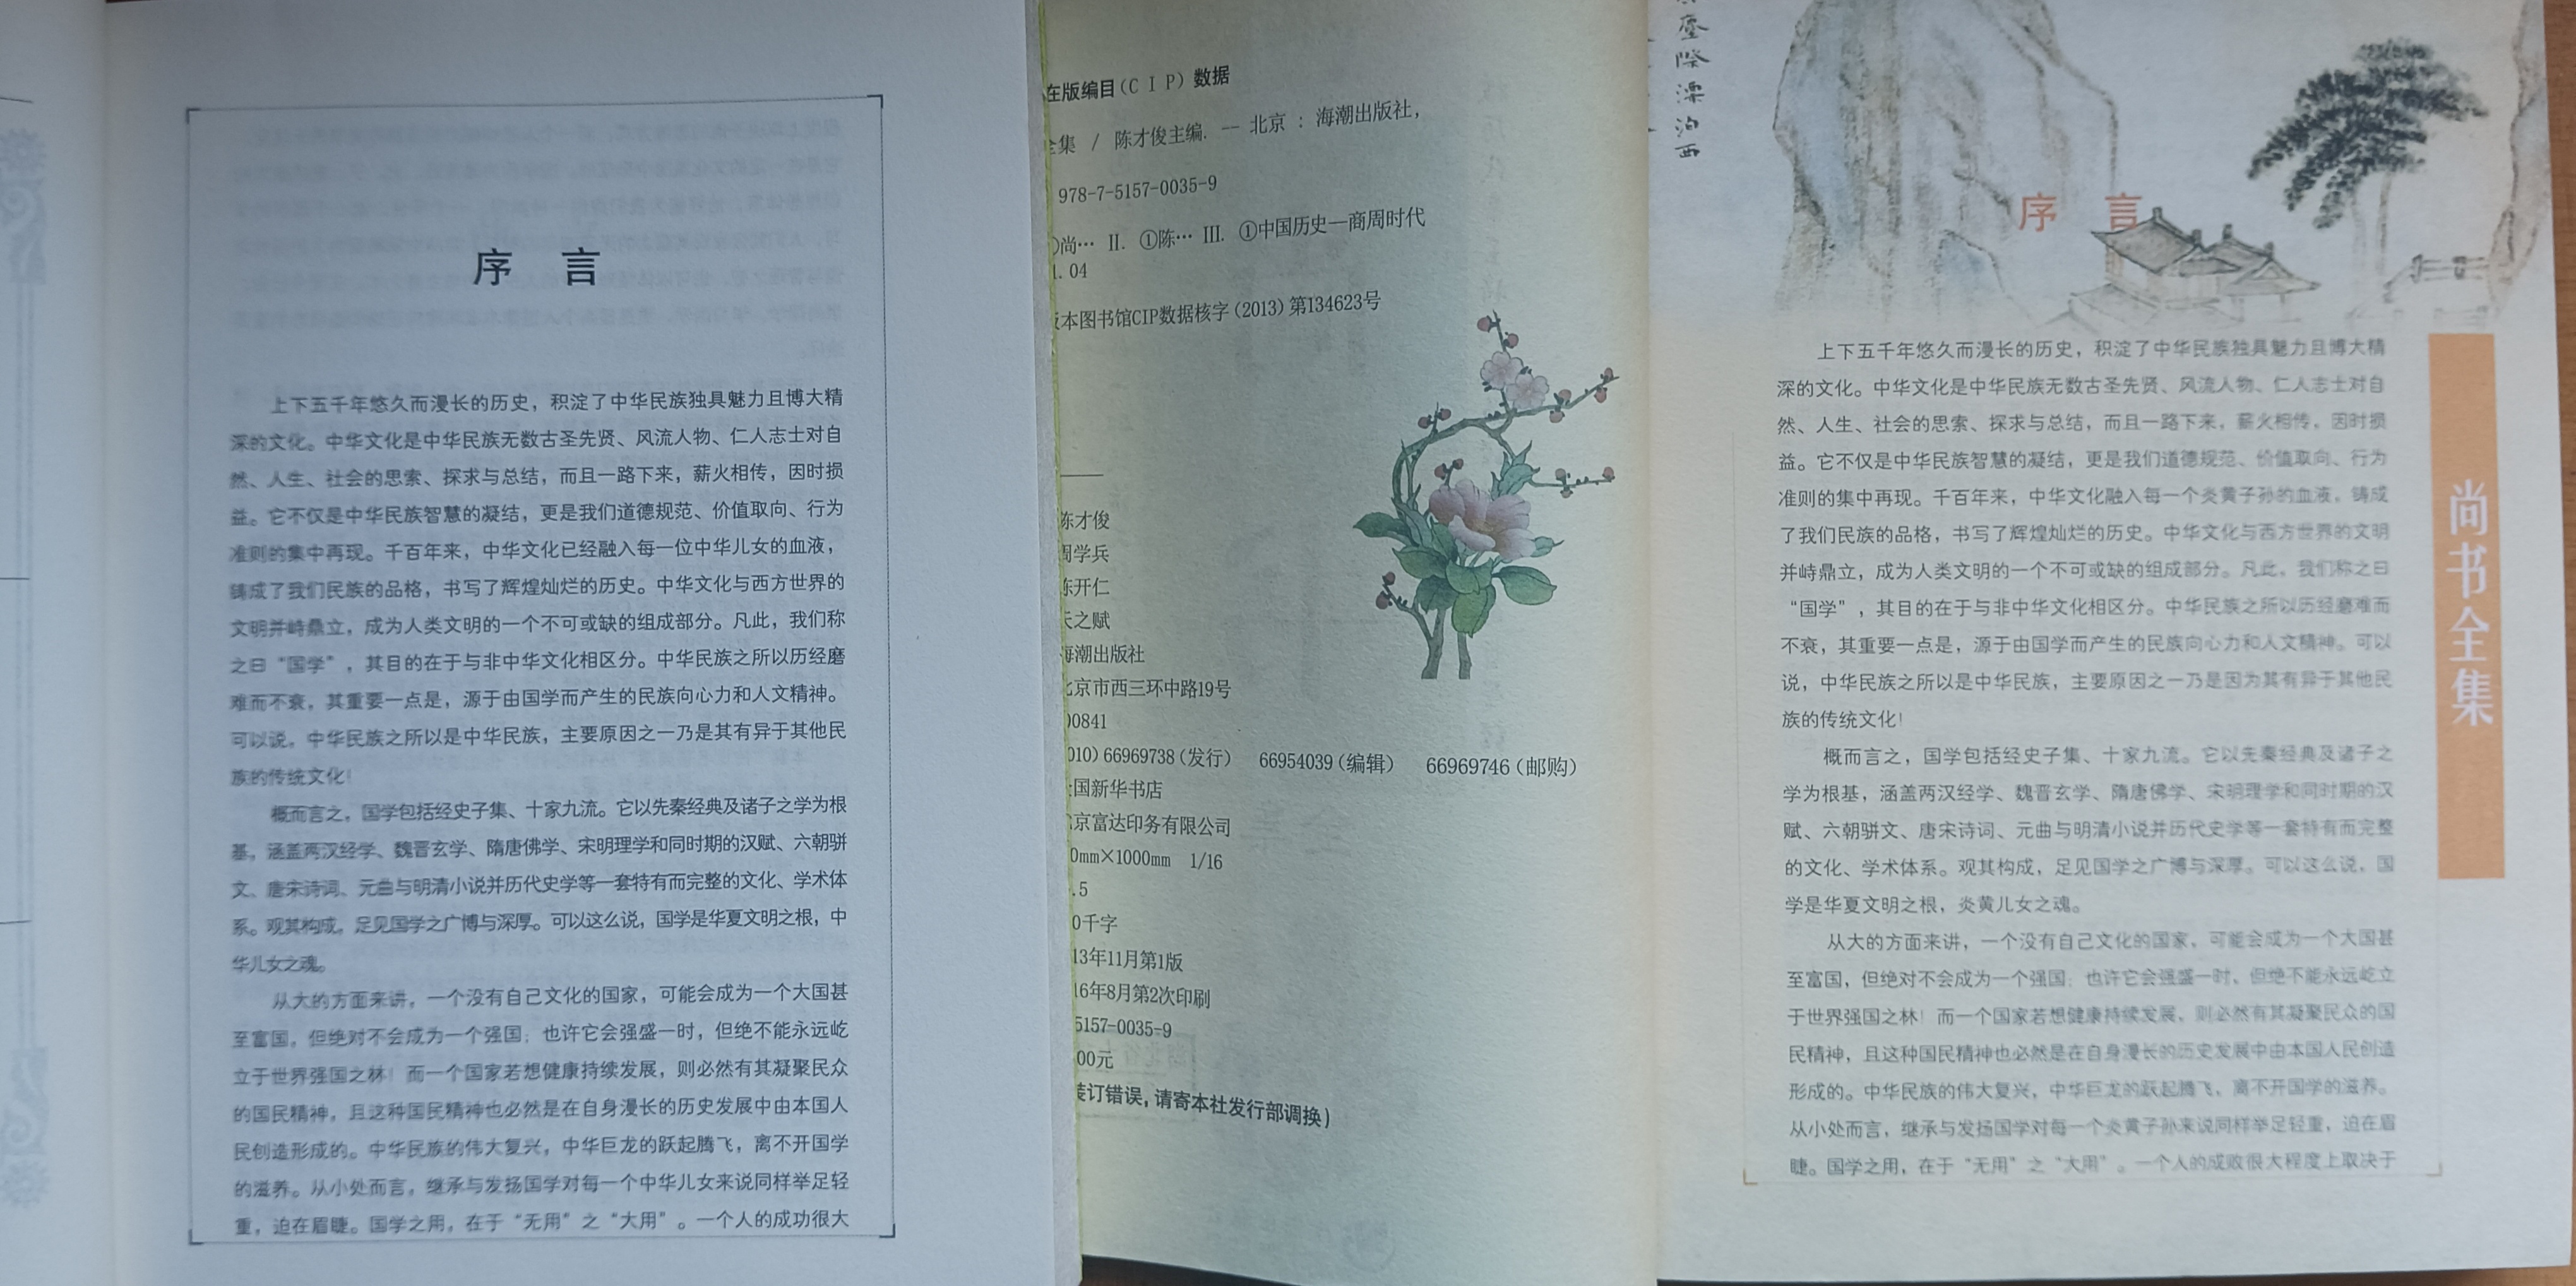 序 言
上下五千年悠久而漫长的历史，积淀了中华民族独具魅力且博大精
深的文化。中华文化是中华民族无数古圣先贤、风流人物、仁人志士对自
然、人生、社会的思索、探求与总结，而且一路下来，薪火相传，因时损
益。它不仅是中华民族智慧的凝结，更是我们道德规范、价值取向、行为
准则的集中再现。千百年来，中华文化已经融入每一位中华儿女的血液，
铸成了我们民族的品格，书写了辉煌灿烂的历史。中华文化与西方世界的
文明并峙鼎立，成为人类文明的一个不可或缺的组成部分。凡此，我们称
之曰“国学”，其目的在于与非中华文化相区分。中华民族之所以历经磨
难而不衰，其重要一点是，源于由国学而产生的民族向心力和人文精神。
可以说，中华民族之所以是中华民族，主要原因之一乃是其有异于其他民
族的传统文化！
概而言之，国学包括经史子集、十家九流。它以先秦经典及诸子之学为根
基，涵盖两汉经学、魏晋玄学、隋唐佛学、宋明理学和同时期的汉赋、六朝骈
文、唐宋诗词、元曲与明清小说并历代史学等一套特有而完整的文化、学术体
系。观其构成，足见国学之广博与深厚。可以这么说，国学是华夏文明之根，中
华儿女之魂。
从大的方面来讲，一个没有自己文化的国家，可能会成为一个大国甚
至富国，但绝对不会成为一个强国；也许它会强盛一时，但绝不能永远屹
立于世界强国之林！而一个国家若想健康持续发展，则必然有其凝聚民众
的国民精神，且这种国民精神也必然是在自身漫长的历史发展中由本国人
民创造形成的。中华民族的伟大复兴，中华巨龙的跃起腾飞，离不开国学
的滋养。从小处而言，继承与发扬国学对每一个中华儿女来说同样举足轻
重，迫在眉睫。国学之用，在于“无用”之“大用”。一个人的成功很大
在版编目(CIP)数据
全集 / 陈才俊主编. -- 北京 : 海潮出版社,
978-7-5157-0035-9
①尚… II. ①陈… III. ①中国历史—商周时代
.04
版本图书馆CIP数据核字(2013)第134623号
陈才俊
周学兵
陈开仁
天之赋
海潮出版社
北京市西三环中路19号
00841
010) 66969738(发行) 66954039(编辑) 66969746(邮购)
全国新华书店
北京富达印务有限公司
0mm×1000mm 1/16
.5
0千字
13年11月第1版
16年8月第2次印刷
5157-0035-9
00元
装订错误,请寄本社发行部调换)
序 言
上下五千年悠久而漫长的历史，积淀了中华民族独具魅力且博大精
深的文化。中华文化是中华民族无数古圣先贤、风流人物、仁人志士对自
然、人生、社会的思索、探求与总结，而且一路下来，薪火相传，因时损
益。它不仅是中华民族智慧的凝结，更是我们道德规范、价值取向、行为
准则的集中再现。千百年来，中华文化融入每一个炎黄子孙的血液，铸成
了我们民族的品格，书写了辉煌灿烂的历史。中华文化与西方世界的文明
并峙鼎立，成为人类文明的一个不可或缺的组成部分。凡此，我们称之曰
“国学”，其目的在于与非中华文化相区分。中华民族之所以历经磨难而
不衰，其重要一点是，源于由国学而产生的民族向心力和人文精神。可以
说，中华民族之所以是中华民族，主要原因之一乃是因为其有异于其他民
族的传统文化！
概而言之，国学包括经史子集、十家九流。它以先秦经典及诸子之
学为根基，涵盖两汉经学、魏晋玄学、隋唐佛学、宋明理学和同时期的汉
赋、六朝骈文、唐宋诗词、元曲与明清小说并历代史学等一套特有而完整
的文化、学术体系。观其构成，足见国学之广博与深厚。可以这么说，国
学是华夏文明之根，炎黄儿女之魂。
从大的方面来讲，一个没有自己文化的国家，可能会成为一个大国甚
至富国，但绝对不会成为一个强国；也许它会强盛一时，但绝不能永远屹立
于世界强国之林！而一个国家若想健康持续发展，则必然有其凝聚民众的国
民精神，且这种国民精神也必然是在自身漫长的历史发展中由本国人民创造
形成的。中华民族的伟大复兴，中华巨龙的跃起腾飞，离不开国学的滋养。
从小处而言，继承与发扬国学对每一个炎黄子孙来说同样举足轻重，迫在眉
睫。国学之用，在于“无用”之“大用”。一个人的成败很大程度上取决于
尚书全集